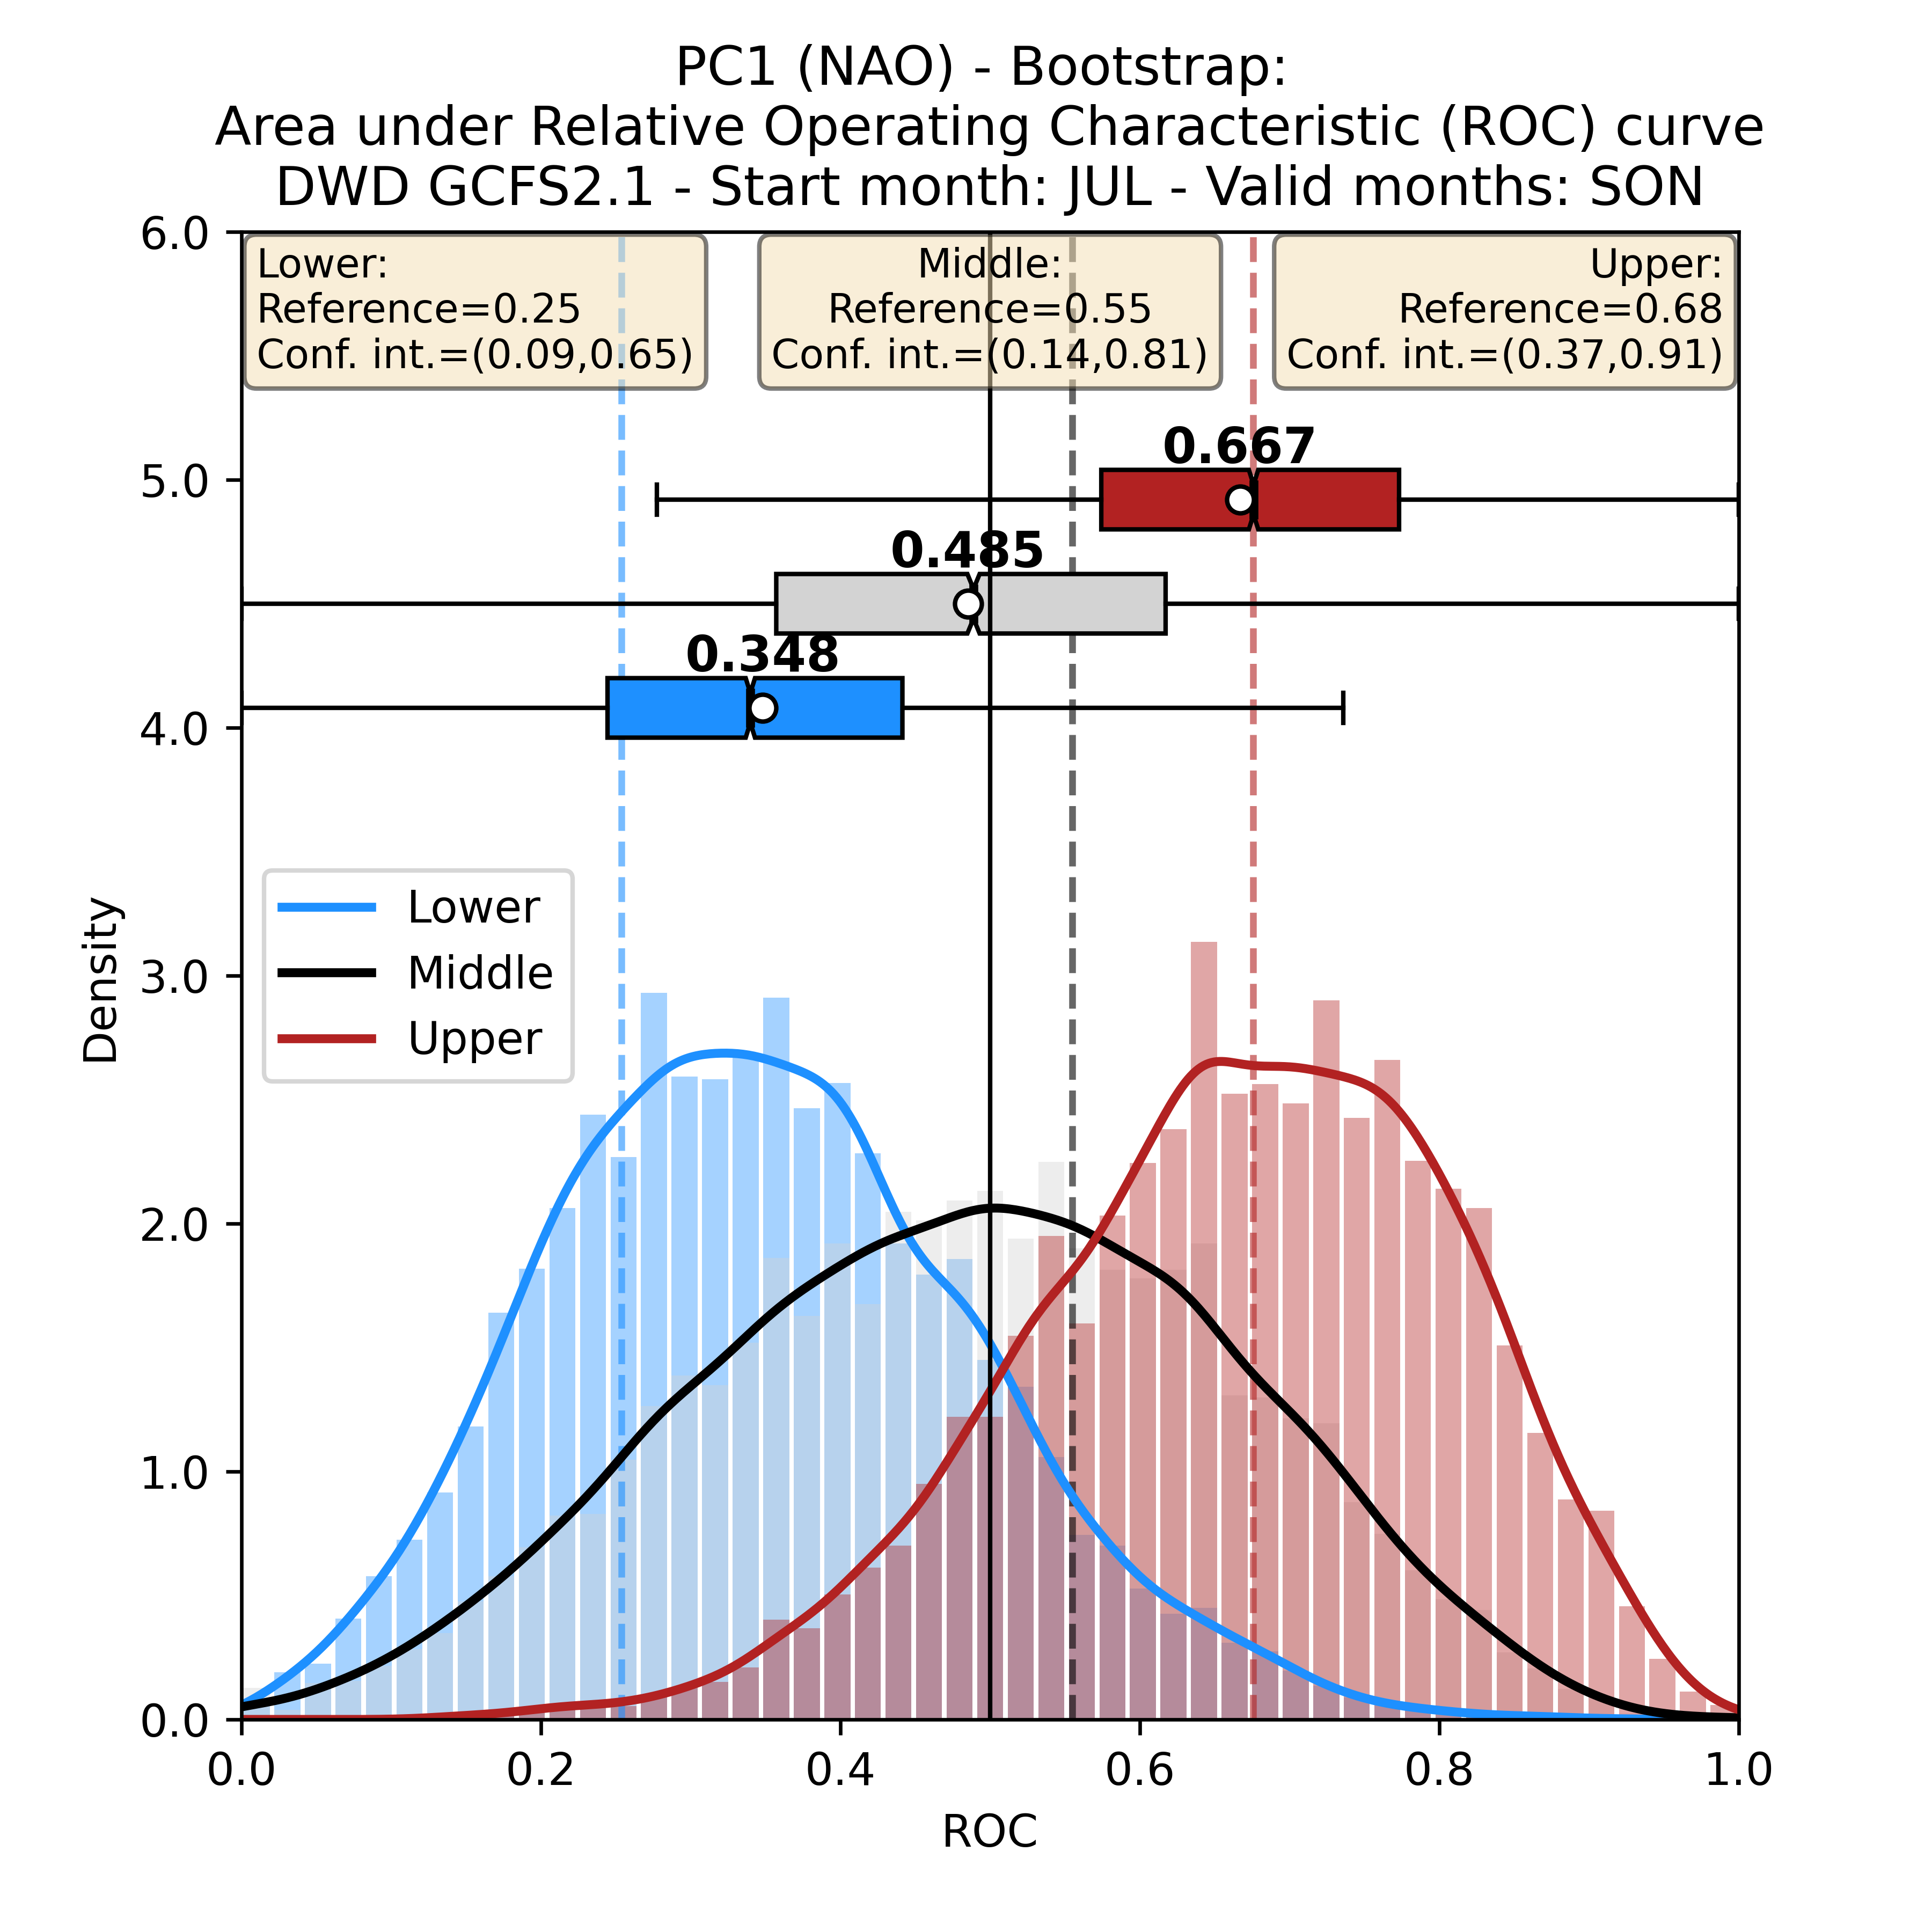 PC1 (NAO) - Bootstrap:
Area under Relative Operating Characteristic (ROC) curve
DWD GCFS2.1 - Start month: JUL - Valid months: SON
6.0
Lower:
Reference=0.25
Conf. int.=(0.09,0.65)
Middle:
Reference=0.55
Conf. int.=(0.14,0.81)
Upper:
Reference=0.68
Conf. int.=(0.37,0.91)
0.667
5.0
0.485
0.348
4.0
Lower
Middle
Upper
3.0
Density
2.0
1.0
0.0
0.0 0.2 0.4 0.6 0.8 1.0
ROC